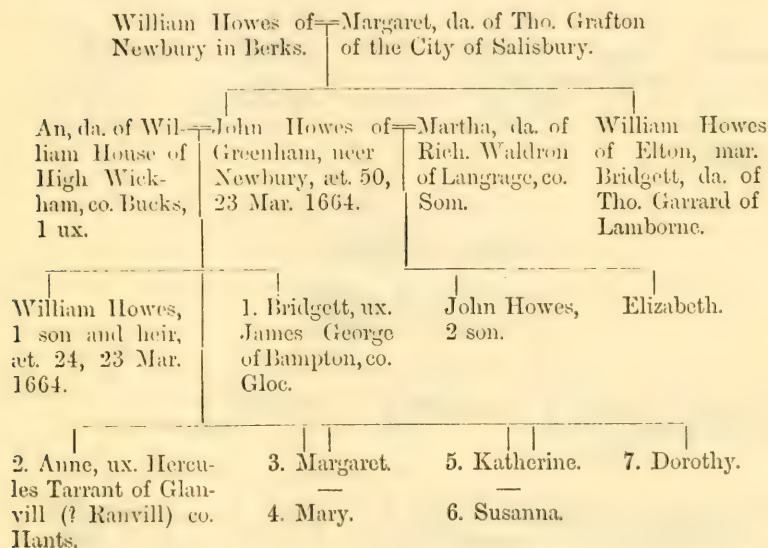 William Howes of Margaret, da. of Tho. Grafton
Newbury in Berks. of the City of Salisbury.
An, da. of Wil-
liam House of
High Wick-
ham, co. Bucks,
1 ux.
John Howes of
Greenham, neer
Newbury, æt. 50,
23 Mar. 1664.
Martha, da. of
Rich. Waldron
of Langrage, co.
Som.
William Howes
of Elton, mar.
Bridgett, da. of
Tho. Garrard of
Lamborne.
William Howes,
1 son and heir,
æt. 24, 23 Mar.
1664.
1. Bridgett, ux.
James George
of Bampton, co.
Gloc.
John Howes,
2 son.
Elizabeth.
2. Anne, ux. Hercu-
les Tarrant of Glan-
vill (? Ranvill) co.
Hants.
3. Margaret.
4. Mary.
5. Katherine.
6. Susanna.
7. Dorothy.